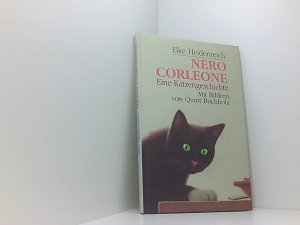 Elke Heidenreich
NERO
CORLEONE
Eine Katzengeschichte
Mit Bildern
von Quint Buchholz